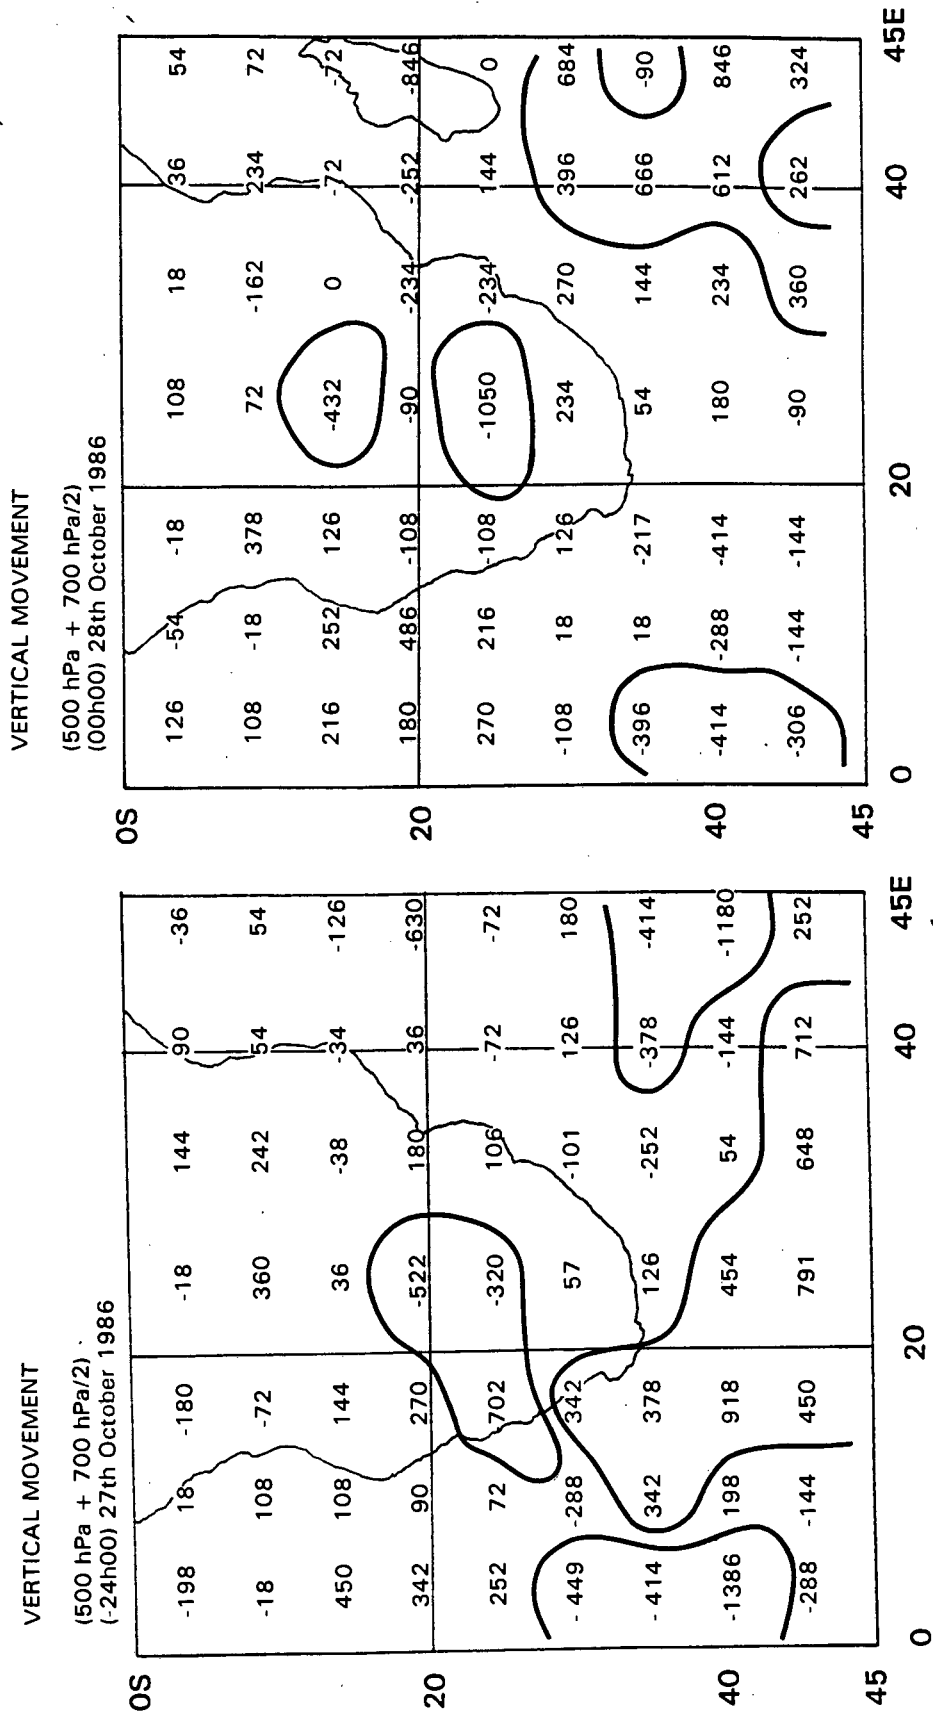 VERTICAL MOVEMENT
(500 hPa + 700 hPa/2)
(-24h00) 27th October 1986
0S
-198 18 -180 -18 144 90 -36
-18 108 -72 360 242 54 54
450 108 144 36 -38 -34 -126
20 342 90 270 -522 180 36 -630
252 72 -702 -320 106 -72 -72
-449 -288 342 57 -101 126 180
-414 342 378 126 -252 -378 -414
40 -1386 198 918 454 54 -144 -1180
-288 -144 450 791 648 712 252
45
0 20 40 45E
VERTICAL MOVEMENT
(500 hPa + 700 hPa/2)
(00h00) 28th October 1986
0S
126 -54 -18 108 18 36 54
108 -18 378 72 -162 234 72
216 252 126 -432 0 -72 -72
20 180 486 -108 -90 -234 -252 -846
270 216 -108 -1050 -234 144 0
-108 18 126 234 270 396 684
-396 18 -217 54 144 666 -90
40 -414 -288 -414 180 234 612 846
-306 -144 -144 -90 360 262 324
45
0 20 40 45E